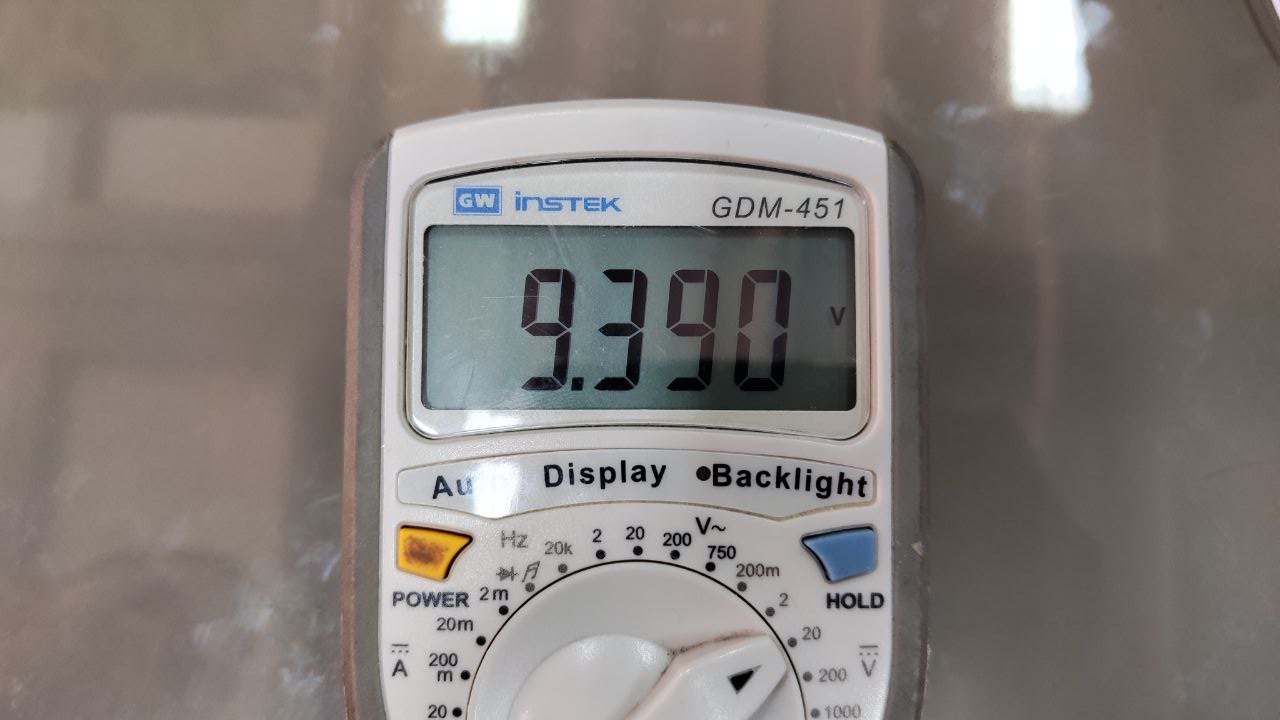 GW INSTEK GDM-451
9.390 V
Auto Display •Backlight
Hz 20k 2 20 200 V~ 750
200m
2
20
200
1000
V
POWER
HOLD
2m
20m
200
m
20
A